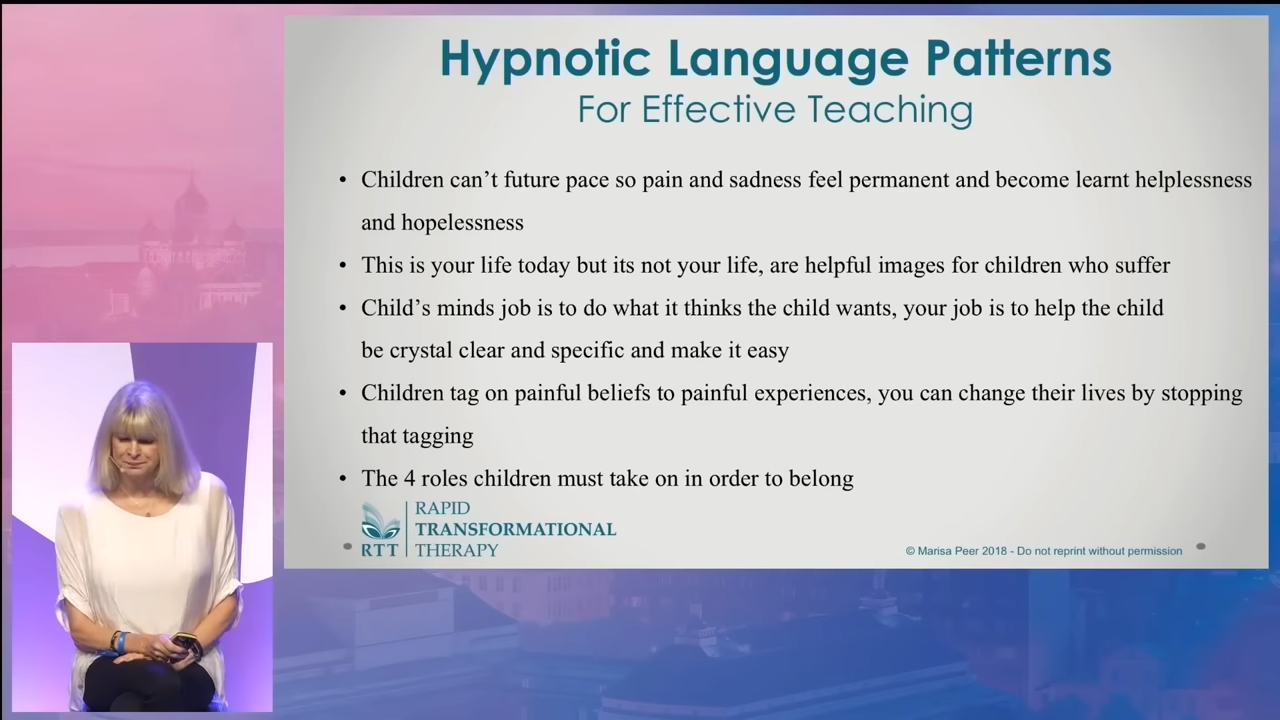 Hypnotic Language Patterns
For Effective Teaching
• Children can’t future pace so pain and sadness feel permanent and become learnt helplessness
and hopelessness
• This is your life today but its not your life, are helpful images for children who suffer
• Child’s minds job is to do what it thinks the child wants, your job is to help the child
be crystal clear and specific and make it easy
• Children tag on painful beliefs to painful experiences, you can change their lives by stopping
that tagging
• The 4 roles children must take on in order to belong
RTT
RAPID
TRANSFORMATIONAL
THERAPY
© Marisa Peer 2018 - Do not reprint without permission